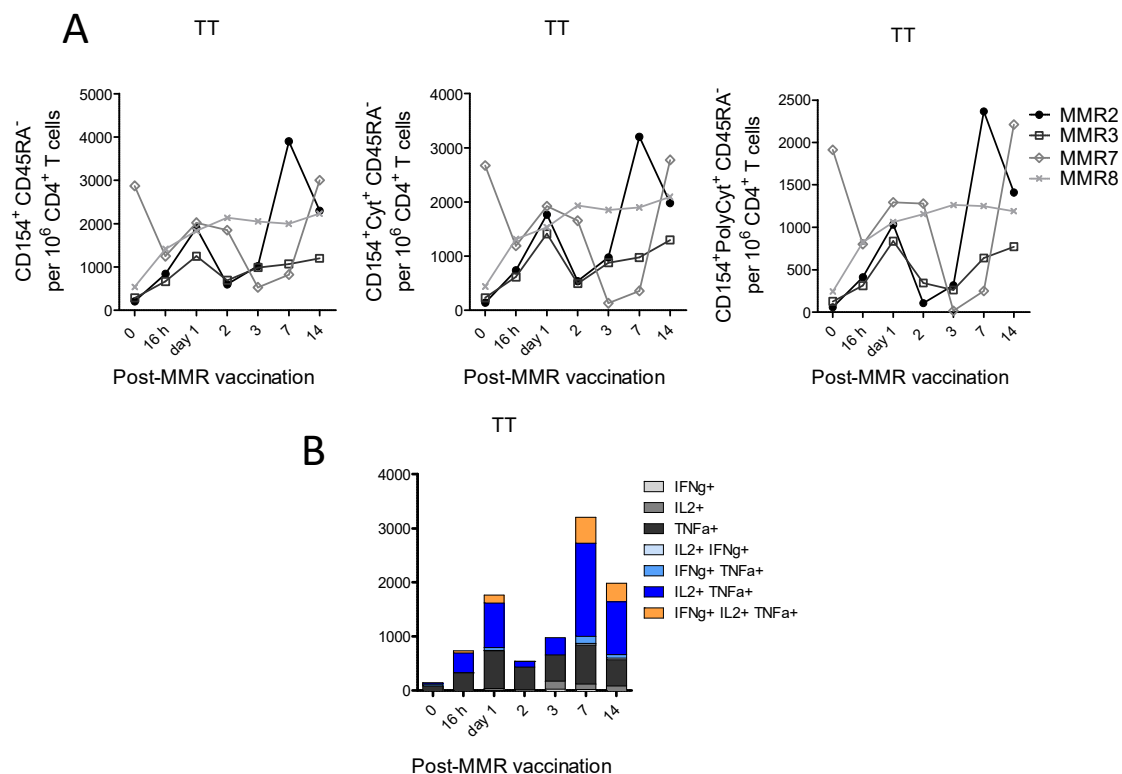 A
TT
CD154+ CD45RA-
per 10^6 CD4+ T cells
5000
4000
3000
2000
1000
0
0
16 h
day 1
2
3
7
14
Post-MMR vaccination
TT
CD154+Cyt+ CD45RA-
per 10^6 CD4+ T cells
4000
3000
2000
1000
0
0
16 h
day 1
2
3
7
14
Post-MMR vaccination
TT
CD154+PolyCyt+ CD45RA-
per 10^6 CD4+ T cells
2500
2000
1500
1000
500
0
0
16 h
day 1
2
3
7
14
Post-MMR vaccination
MMR2
MMR3
MMR7
MMR8
B
TT
4000
3000
2000
1000
0
0
16 h
day 1
2
3
7
14
Post-MMR vaccination
IFNg+
IL2+
TNFa+
IL2+ IFNg+
IFNg+ TNFa+
IL2+ TNFa+
IFNg+ IL2+ TNFa+